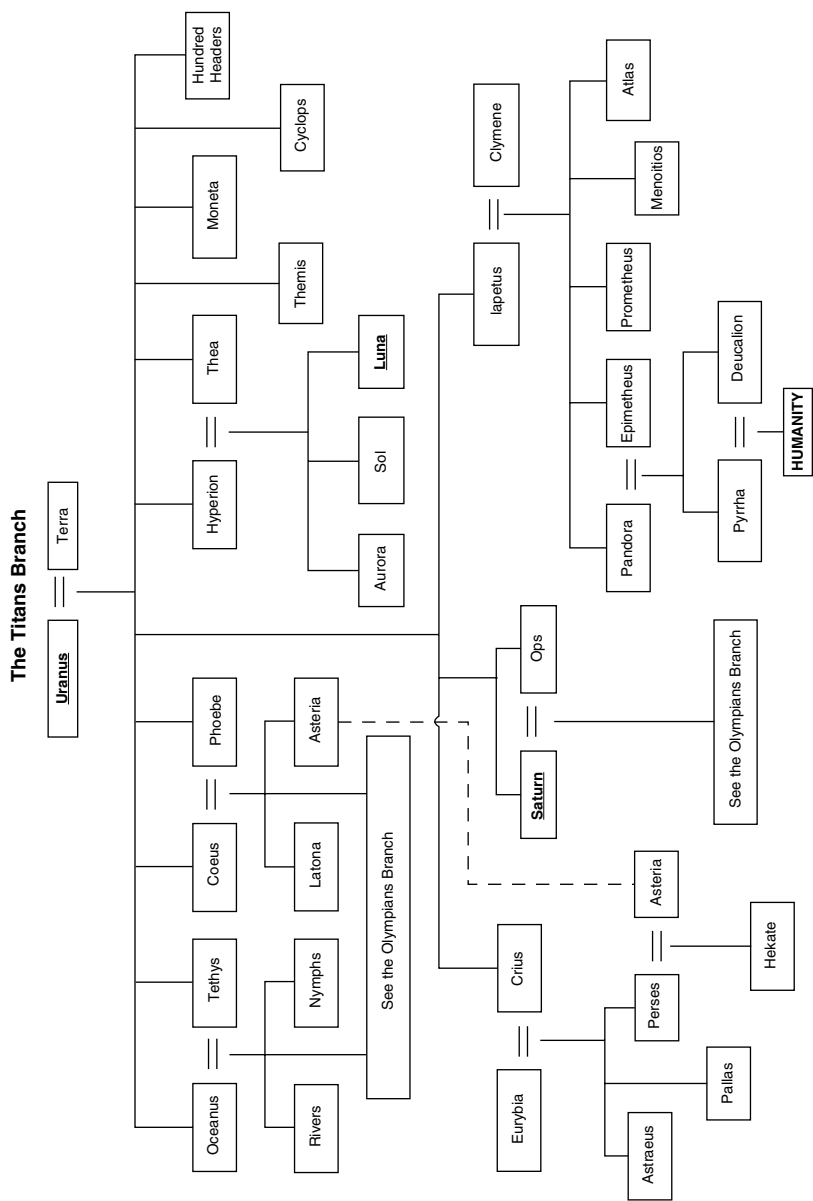 The Titans Branch
Uranus
Terra
Oceanus
Tethys
Coeus
Phoebe
Hyperion
Thea
Themis
Moneta
Cyclops
Hundred
Headers
Rivers
Nymphs
Latona
Asteria
Aurora
Sol
Luna
See the Olympians Branch
Eurybia
Crius
Saturn
Ops
Iapetus
Clymene
Astraeus
Pallas
Perses
Asteria
Hekate
See the Olympians Branch
Pandora
Epimetheus
Prometheus
Menoitios
Atlas
Pyrrha
Deucalion
HUMANITY